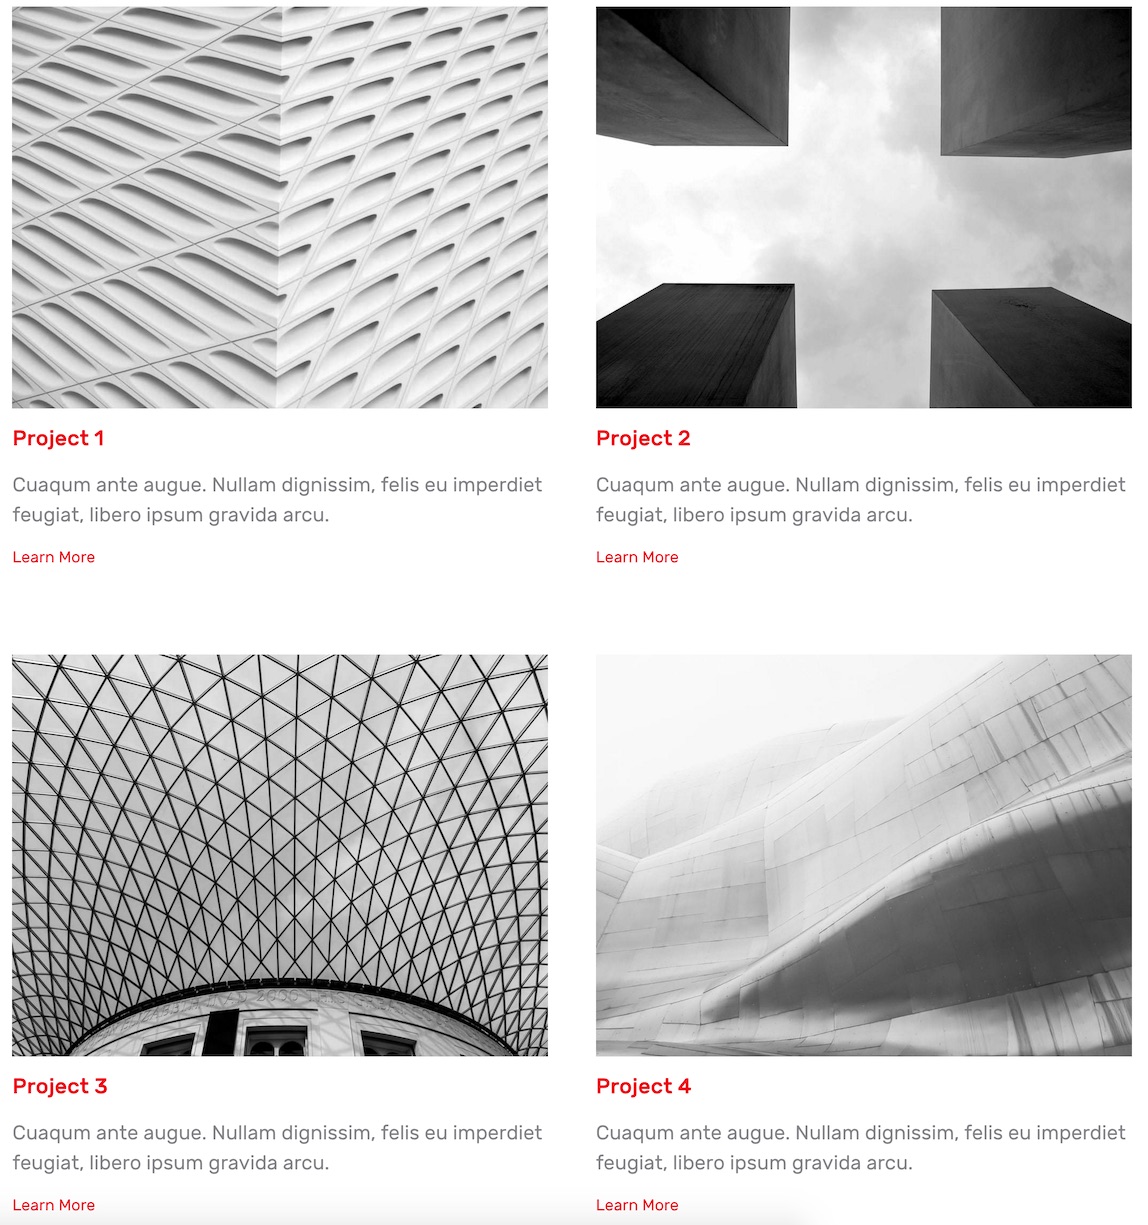 Project 1
Cuaqum ante augue. Nullam dignissim, felis eu imperdiet
feugiat, libero ipsum gravida arcu.
Learn More
Project 2
Cuaqum ante augue. Nullam dignissim, felis eu imperdiet
feugiat, libero ipsum gravida arcu.
Learn More
Project 3
Cuaqum ante augue. Nullam dignissim, felis eu imperdiet
feugiat, libero ipsum gravida arcu.
Learn More
Project 4
Cuaqum ante augue. Nullam dignissim, felis eu imperdiet
feugiat, libero ipsum gravida arcu.
Learn More